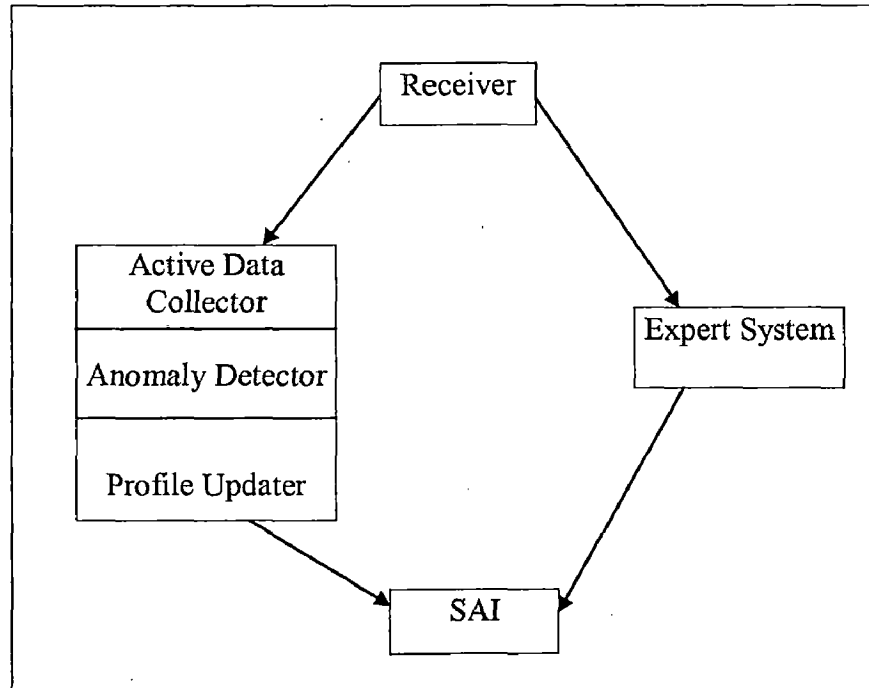 Receiver
Active Data
Collector
Expert System
Anomaly Detector
Profile Updater
SAI